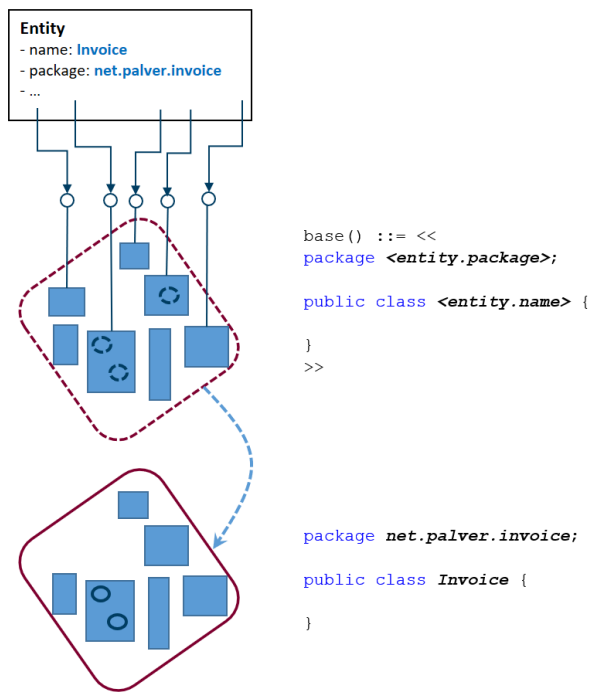 Entity
- name: Invoice
- package: net.palver.invoice
- ...
base() ::= <<
package <entity.package>;
public class <entity.name> {
}
>>
package net.palver.invoice;
public class Invoice {
}